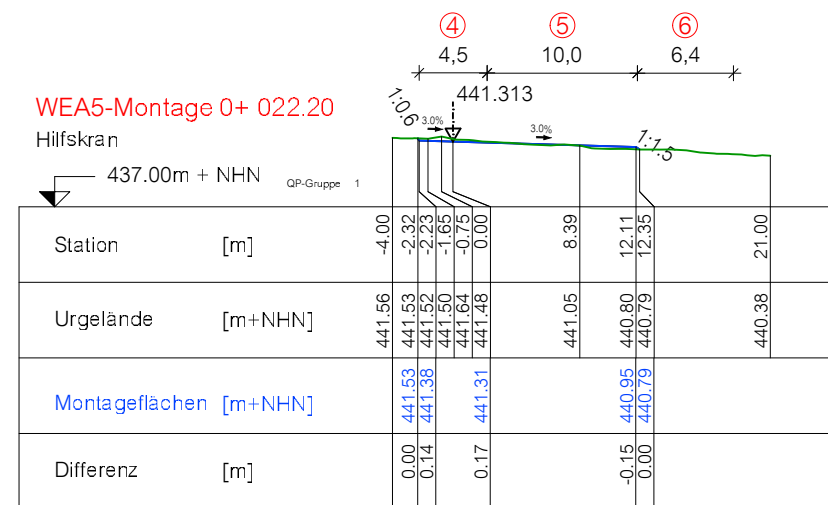 ④ ⑤ ⑥
4,5 10,0 6,4
WEA5-Montage 0+ 022.20
1:0.6 441.313
3.0% 3.0% 1:1.5
Hilfskran
437.00m + NHN QP-Gruppe 1
Station [m] -4.00 -2.32 -2.23 -1.65 -0.75 0.00 8.39 12.11 12.35 21.00
Urgelände [m+NHN] 441.56 441.53 441.52 441.50 441.64 441.48 441.05 440.80 440.79 440.38
Montageflächen [m+NHN] 441.53 441.38 441.31 440.95 440.79
Differenz [m] 0.00 0.14 0.17 -0.15 0.00